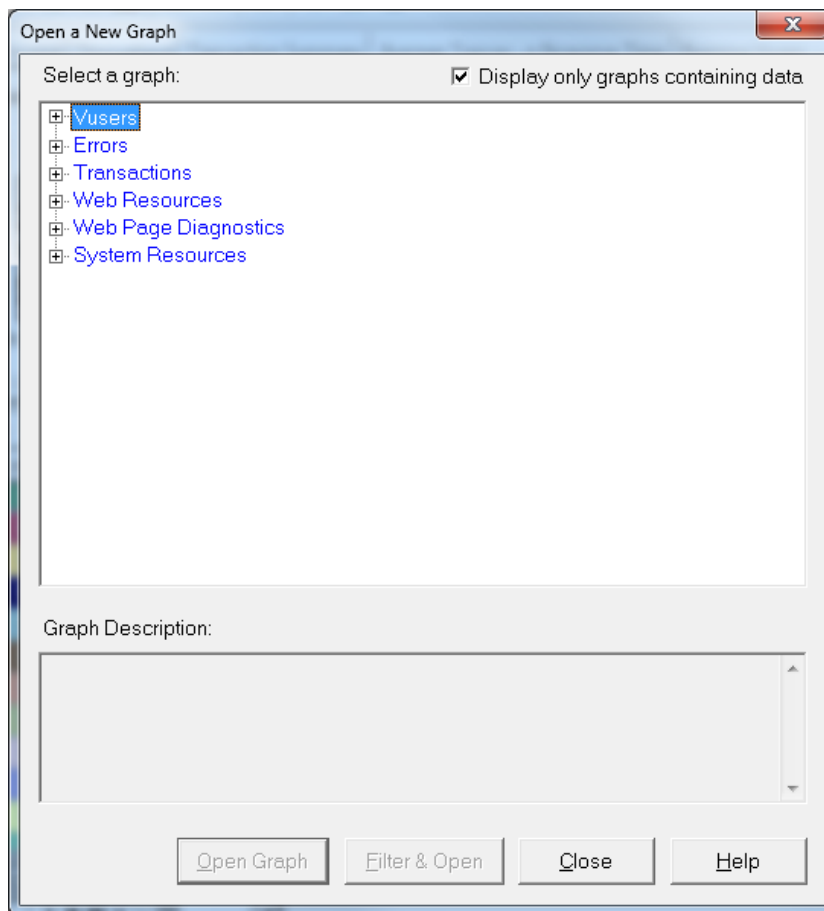 Open a New Graph
Select a graph:
Display only graphs containing data
Vusers
Errors
Transactions
Web Resources
Web Page Diagnostics
System Resources
Graph Description:
Open Graph
Filter & Open
Close
Help